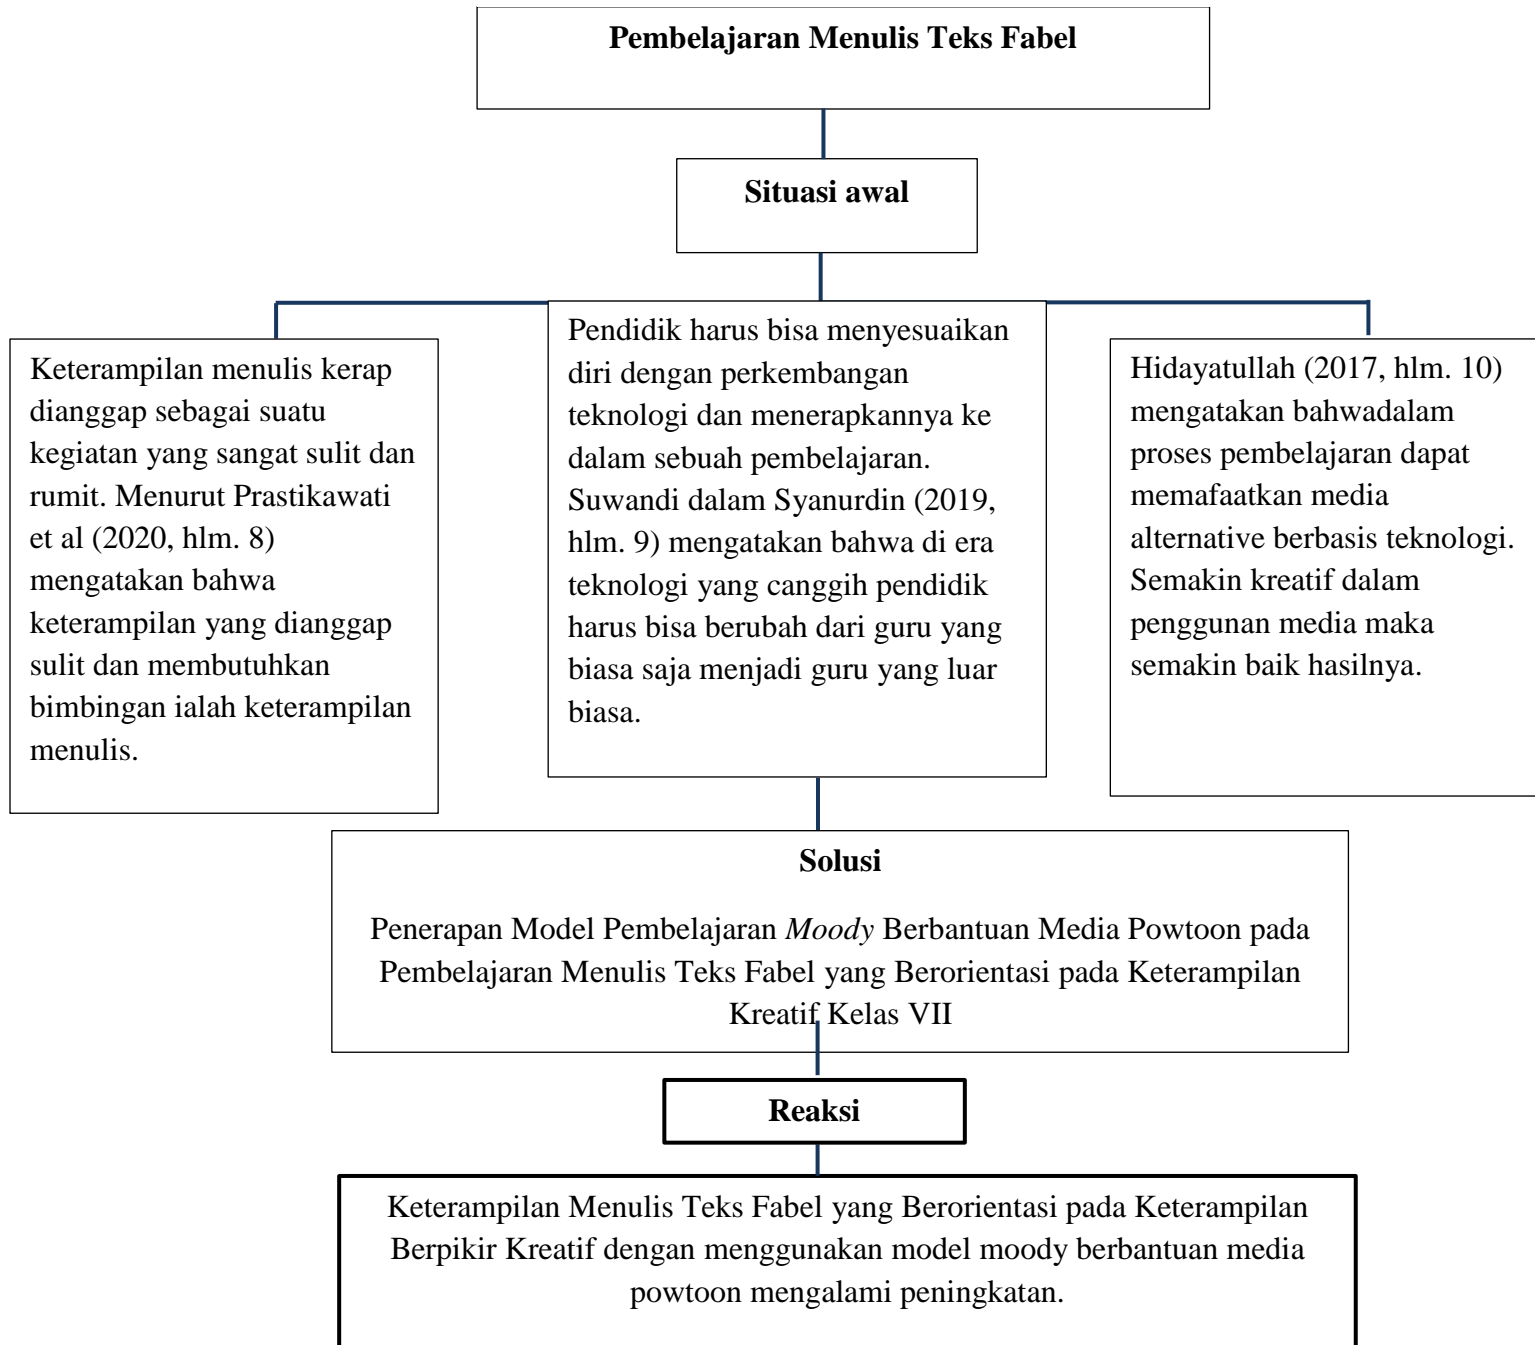 Pembelajaran Menulis Teks Fabel
Situasi awal
Keterampilan menulis kerap
dianggap sebagai suatu
kegiatan yang sangat sulit dan
rumit. Menurut Prastikawati
et al (2020, hlm. 8)
mengatakan bahwa
keterampilan yang dianggap
sulit dan membutuhkan
bimbingan ialah keterampilan
menulis.
Pendidik harus bisa menyesuaikan
diri dengan perkembangan
teknologi dan menerapkannya ke
dalam sebuah pembelajaran.
Suwandi dalam Syanurdin (2019,
hlm. 9) mengatakan bahwa di era
teknologi yang canggih pendidik
harus bisa berubah dari guru yang
biasa saja menjadi guru yang luar
biasa.
Hidayatullah (2017, hlm. 10)
mengatakan bahwadalam
proses pembelajaran dapat
memafaatkan media
alternative berbasis teknologi.
Semakin kreatif dalam
penggunan media maka
semakin baik hasilnya.
Solusi
Penerapan Model Pembelajaran Moody Berbantuan Media Powtoon pada
Pembelajaran Menulis Teks Fabel yang Berorientasi pada Keterampilan
Kreatif Kelas VII
Reaksi
Keterampilan Menulis Teks Fabel yang Berorientasi pada Keterampilan
Berpikir Kreatif dengan menggunakan model moody berbantuan media
powtoon mengalami peningkatan.